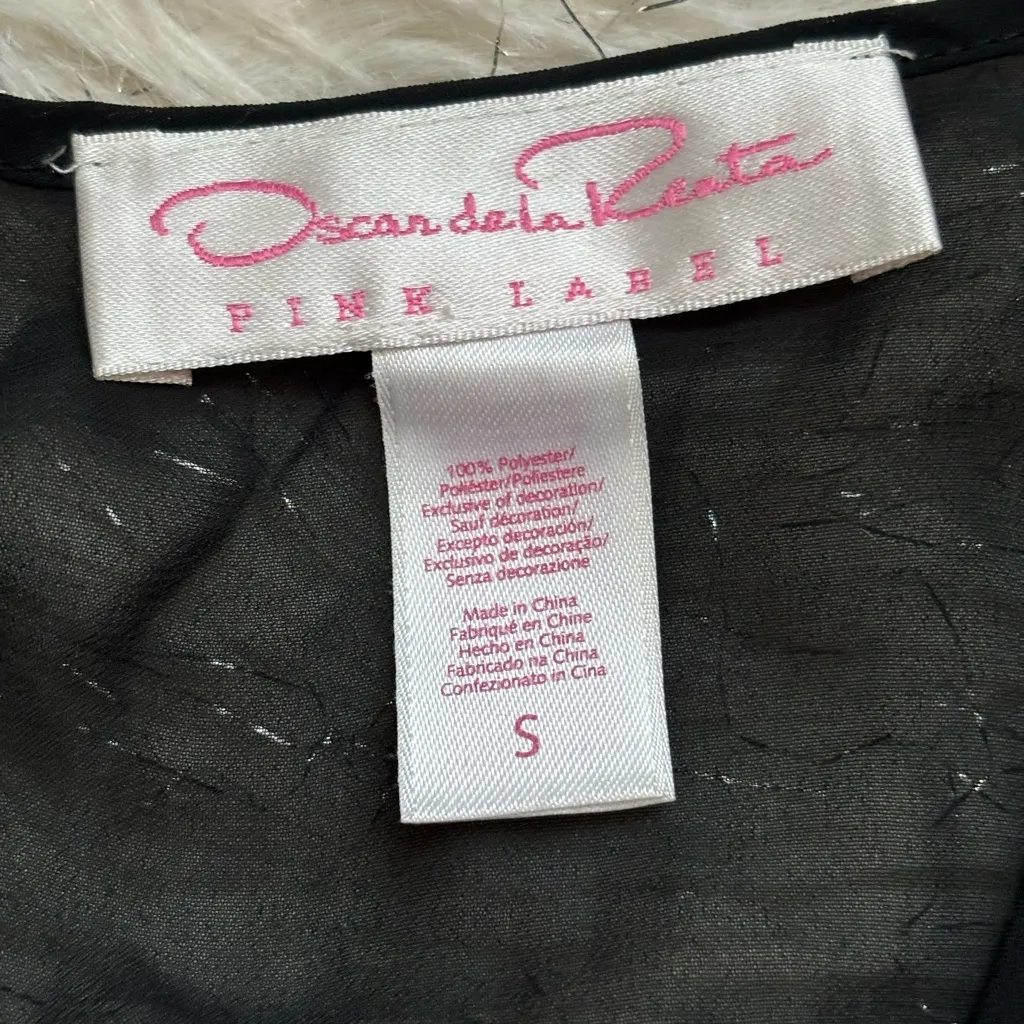 Oscar de la Renta
PINK LABEL
100% Polyester/
Poliéster/Poliestere
Exclusive of decoration/
Sauf décoration/
Excepto decoración/
Exclusivo de decoração/
Senza decorazione
Made in China
Fabriqué en Chine
Hecho en China
Fabricado na China
Confezionato in Cina
S